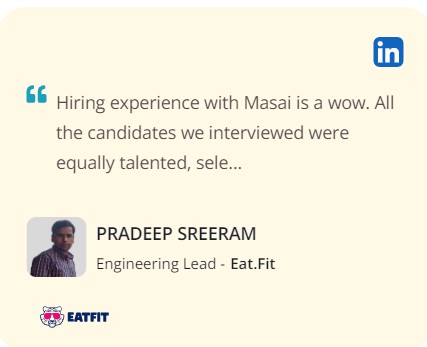 in
“ Hiring experience with Masai is a wow. All
the candidates we interviewed were
equally talented, sele...
PRADEEP SREERAM
Engineering Lead - Eat.Fit
EATFIT